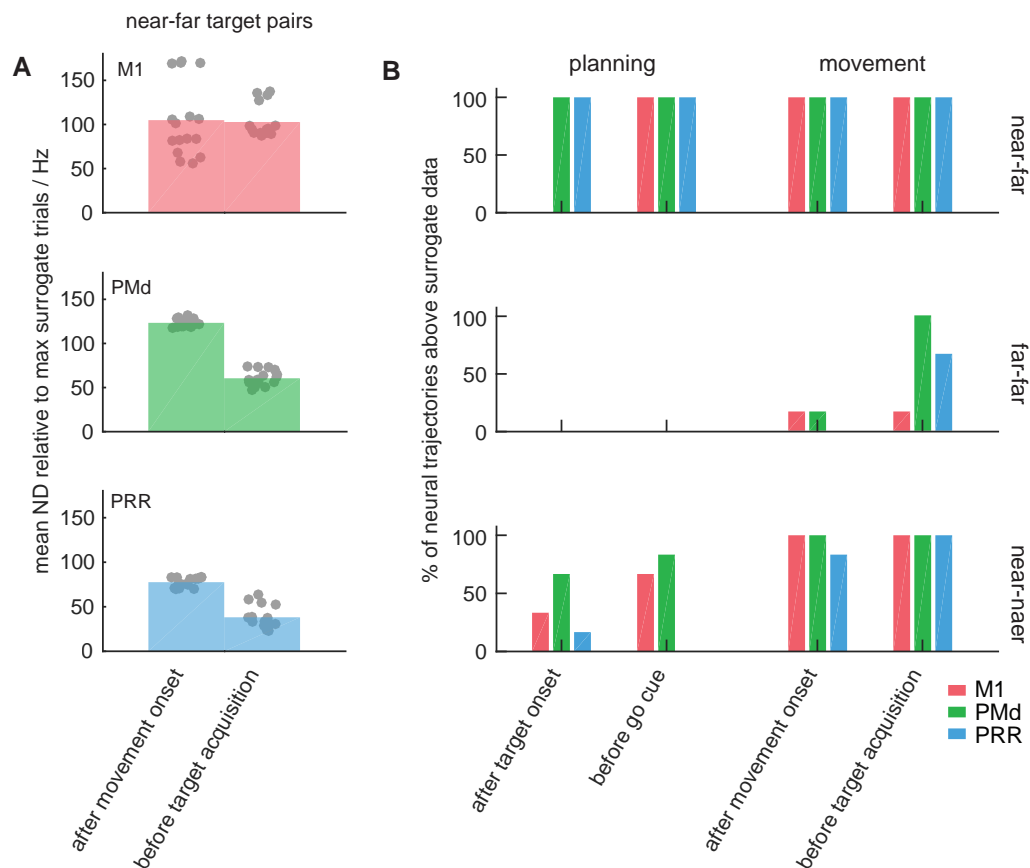 near-far target pairs
A
M1
150
100
50
0
PMd
150
100
50
0
PRR
150
100
50
0
mean ND relative to max surrogate trials / Hz
after movement onset
before target acquisition
B
planning
movement
100
50
0
near-far
100
50
0
far-far
100
50
0
near-naer
% of neural trajectories above surrogate data
after target onset
before go cue
after movement onset
before target acquisition
M1
PMd
PRR